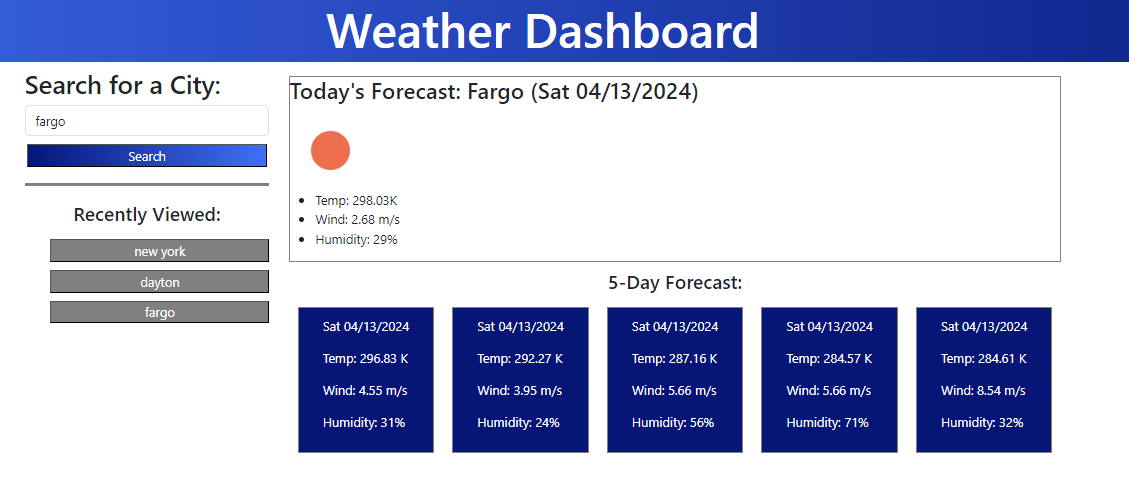 Weather Dashboard
Search for a City:
fargo
Search
Recently Viewed:
new york
dayton
fargo
Today's Forecast: Fargo (Sat 04/13/2024)
Temp: 298.03K
Wind: 2.68 m/s
Humidity: 29%
5-Day Forecast:
Sat 04/13/2024
Temp: 296.83 K
Wind: 4.55 m/s
Humidity: 31%
Sat 04/13/2024
Temp: 292.27 K
Wind: 3.95 m/s
Humidity: 24%
Sat 04/13/2024
Temp: 287.16 K
Wind: 5.66 m/s
Humidity: 56%
Sat 04/13/2024
Temp: 284.57 K
Wind: 5.66 m/s
Humidity: 71%
Sat 04/13/2024
Temp: 284.61 K
Wind: 8.54 m/s
Humidity: 32%